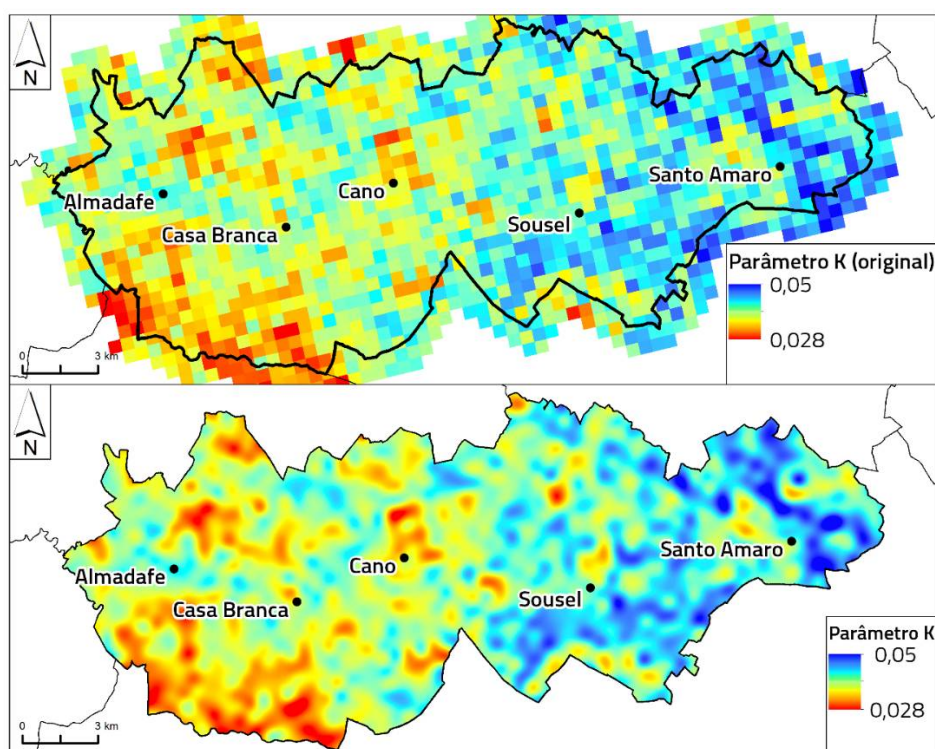 N
Almadafe
Casa Branca
Cano
Sousel
Santo Amaro
Parâmetro K (original)
0,05
0,028
0 3 km
N
Almadafe
Casa Branca
Cano
Sousel
Santo Amaro
Parâmetro K
0,05
0,028
0 3 km